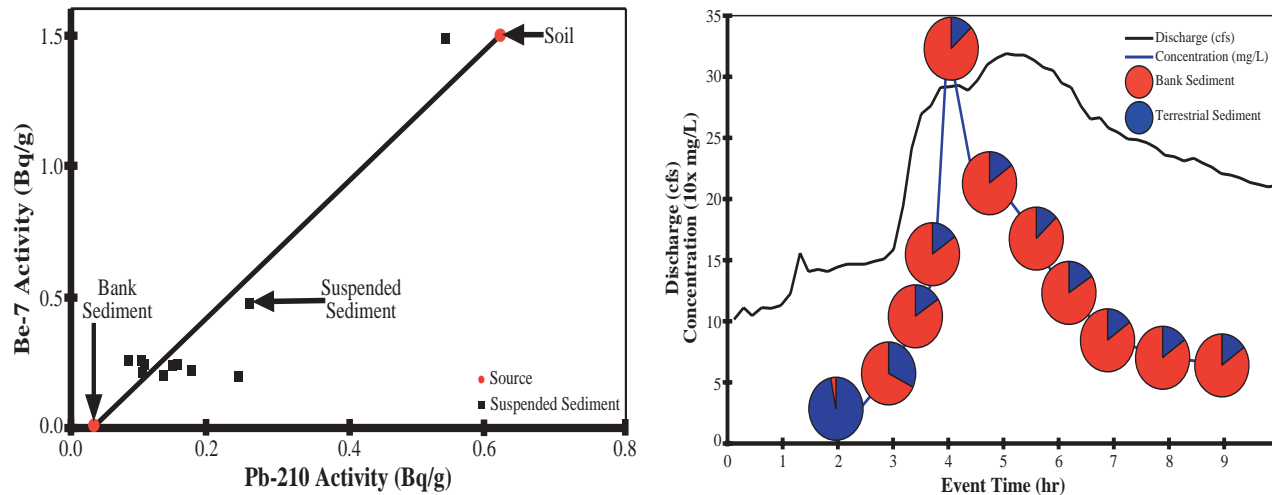 Be-7 Activity (Bq/g)
1.5
1.0
0.5
0.0
0.0
0.2
0.4
0.6
0.8
Pb-210 Activity (Bq/g)
Soil
Bank
Sediment
Suspended
Sediment
Source
Suspended Sediment
Discharge (cfs)
Concentration (10x mg/L)
35
30
25
20
15
10
5
0
0
1
2
3
4
5
6
7
8
9
Event Time (hr)
Discharge (cfs)
Concentration (mg/L)
Bank Sediment
Terrestrial Sediment